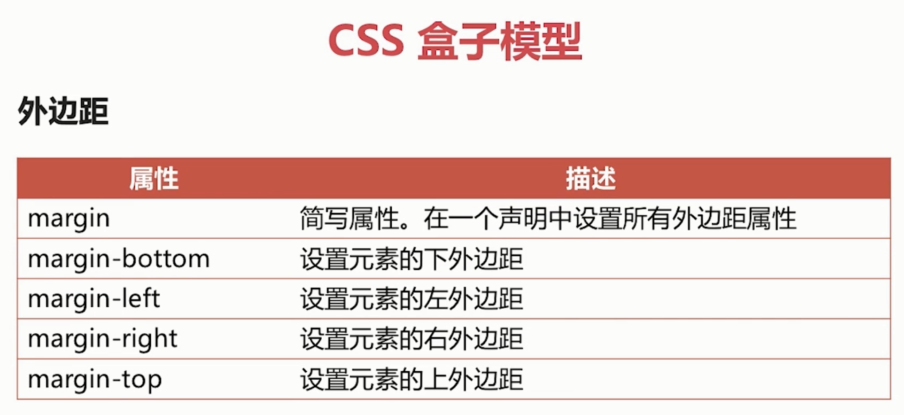 CSS 盒子模型
外边距
属性 描述
margin 简写属性。在一个声明中设置所有外边距属性
margin-bottom 设置元素的下外边距
margin-left 设置元素的左外边距
margin-right 设置元素的右外边距
margin-top 设置元素的上外边距